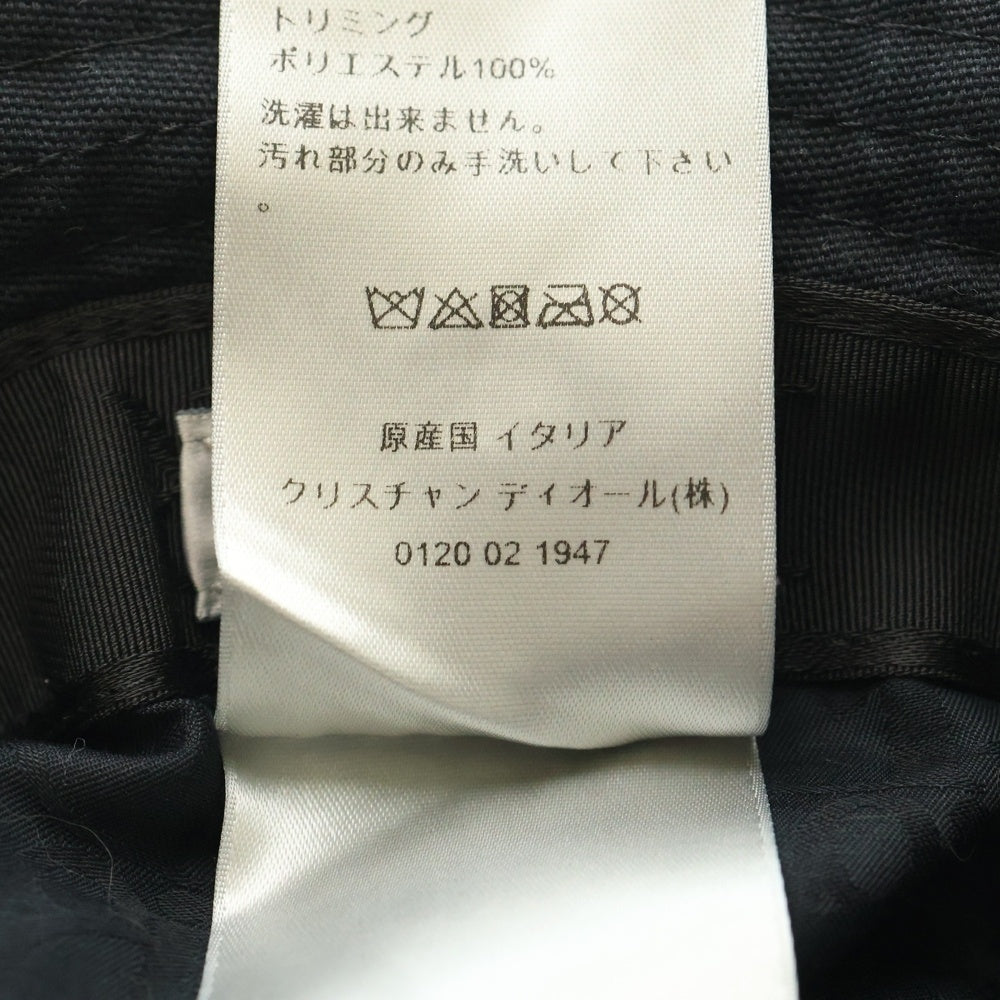 トリミング
ポリエステル100%
洗濯は出来ません。
汚れ部分のみ手洗いして下さい
。
原産国 イタリア
クリスチャン ディオール(株)
0120 02 1947